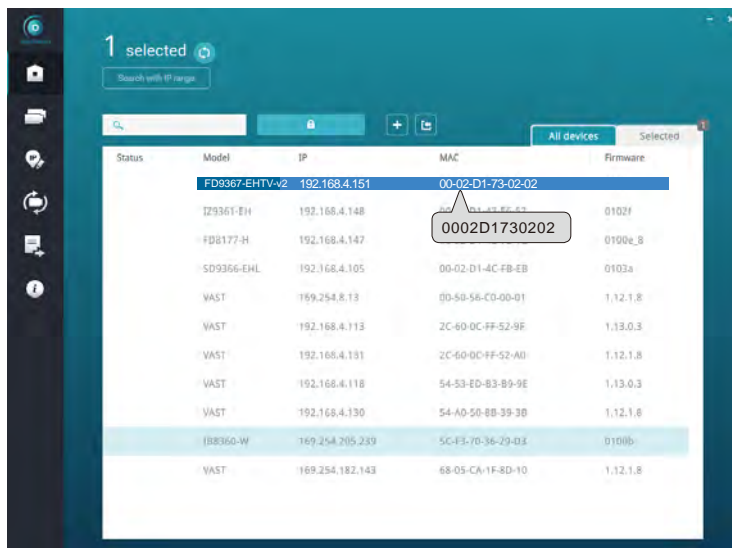 1 selected
Search with IP range
All devices Selected
Status Model IP MAC Firmware
FD9367-EHTV-v2 192.168.4.151 00-02-D1-73-02-02
IZ9361-EH 192.168.4.148 0102f
0002D1730202
FD8177-H 192.168.4.147 0100e_8
SD9366-EHL 192.168.4.105 00-02-D1-4C-FB-EB 0103a
VAST 169.254.8.13 00-50-56-C0-00-01 1.12.1.8
VAST 192.168.4.113 2C-60-0C-FF-52-9F 1.13.0.3
VAST 192.168.4.131 2C-60-0C-FF-52-A0 1.12.1.8
VAST 192.168.4.118 54-53-ED-B3-B9-9E 1.13.0.3
VAST 192.168.4.130 54-A0-50-8B-39-3B 1.12.1.8
IB8360-W 169.254.205.239 5C-F3-70-36-29-D3 0100b
VAST 169.254.182.143 68-05-CA-1F-8D-10 1.12.1.8